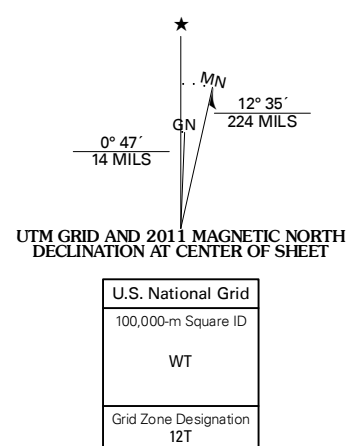 ★
MN
12° 35´
224 MILS
GN
0° 47´
14 MILS
UTM GRID AND 2011 MAGNETIC NORTH
DECLINATION AT CENTER OF SHEET
U.S. National Grid
100,000-m Square ID
WT
Grid Zone Designation
12T